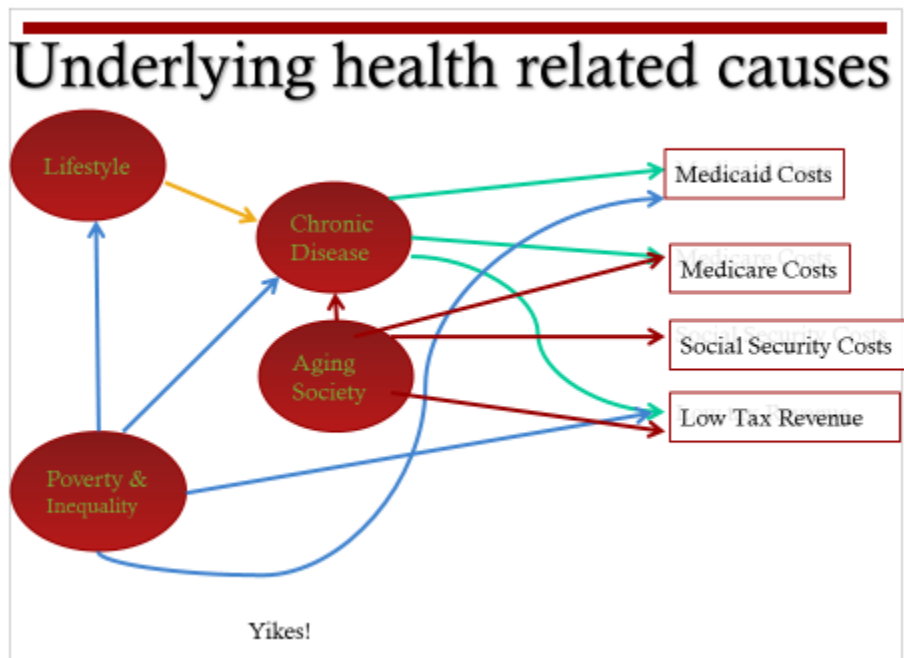 Underlying health related causes
Lifestyle
Chronic
Disease
Aging
Society
Poverty &
Inequality
Medicaid Costs
Medicare Costs
Social Security Costs
Low Tax Revenue
Yikes!